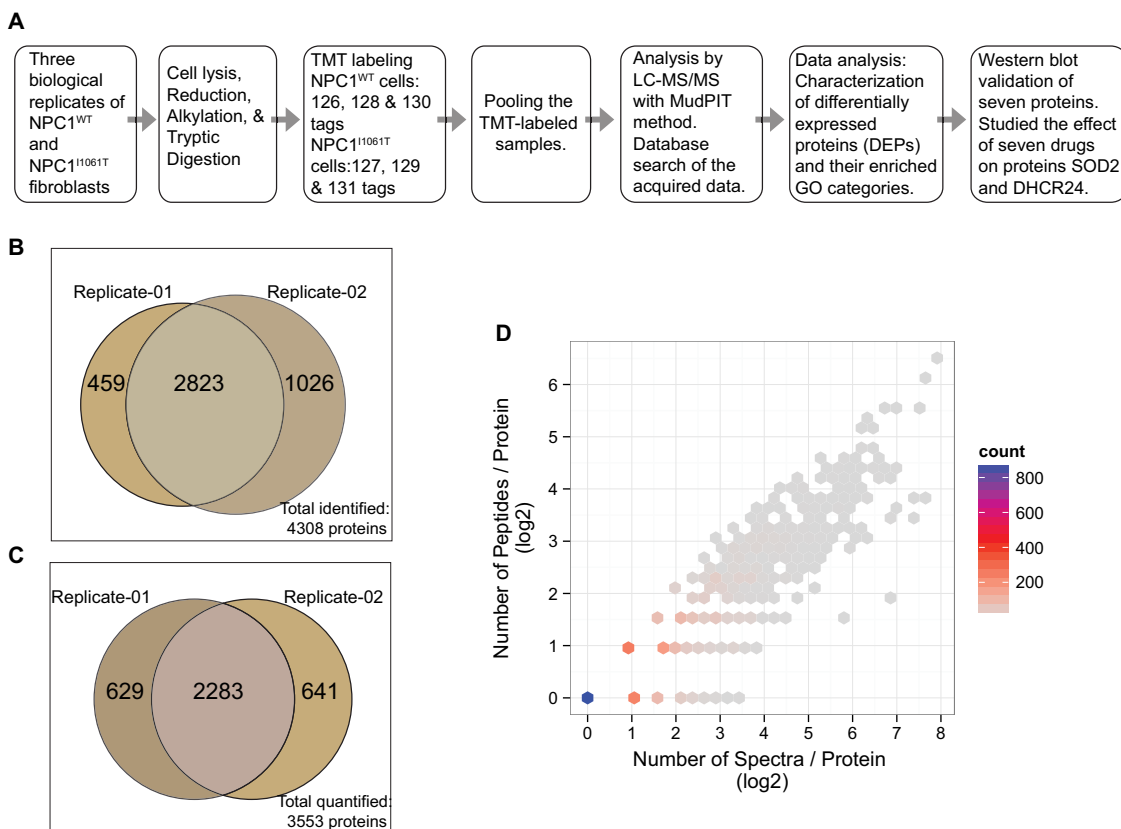 A
Three
biological
replicates of
NPC1WT
and
NPC1I1061T
fibroblasts
Cell lysis,
Reduction,
Alkylation, &
Tryptic
Digestion
TMT labeling
NPC1WT cells:
126, 128 & 130
tags
NPC1I1061T
cells:127, 129
& 131 tags
Pooling the
TMT-labeled
samples.
Analysis by
LC-MS/MS
with MudPIT
method.
Database
search of the
acquired data.
Data analysis:
Characterization
of differentially
expressed
proteins (DEPs)
and their enriched
GO categories.
Western blot
validation of
seven proteins.
Studied the effect
of seven drugs
on proteins SOD2
and DHCR24.
B
Replicate-01
Replicate-02
459
2823
1026
Total identified:
4308 proteins
C
Replicate-01
Replicate-02
629
2283
641
Total quantified:
3553 proteins
D
Number of Peptides / Protein
(log2)
6
5
4
3
2
1
0
0 1 2 3 4 5 6 7 8
Number of Spectra / Protein
(log2)
count
800
600
400
200